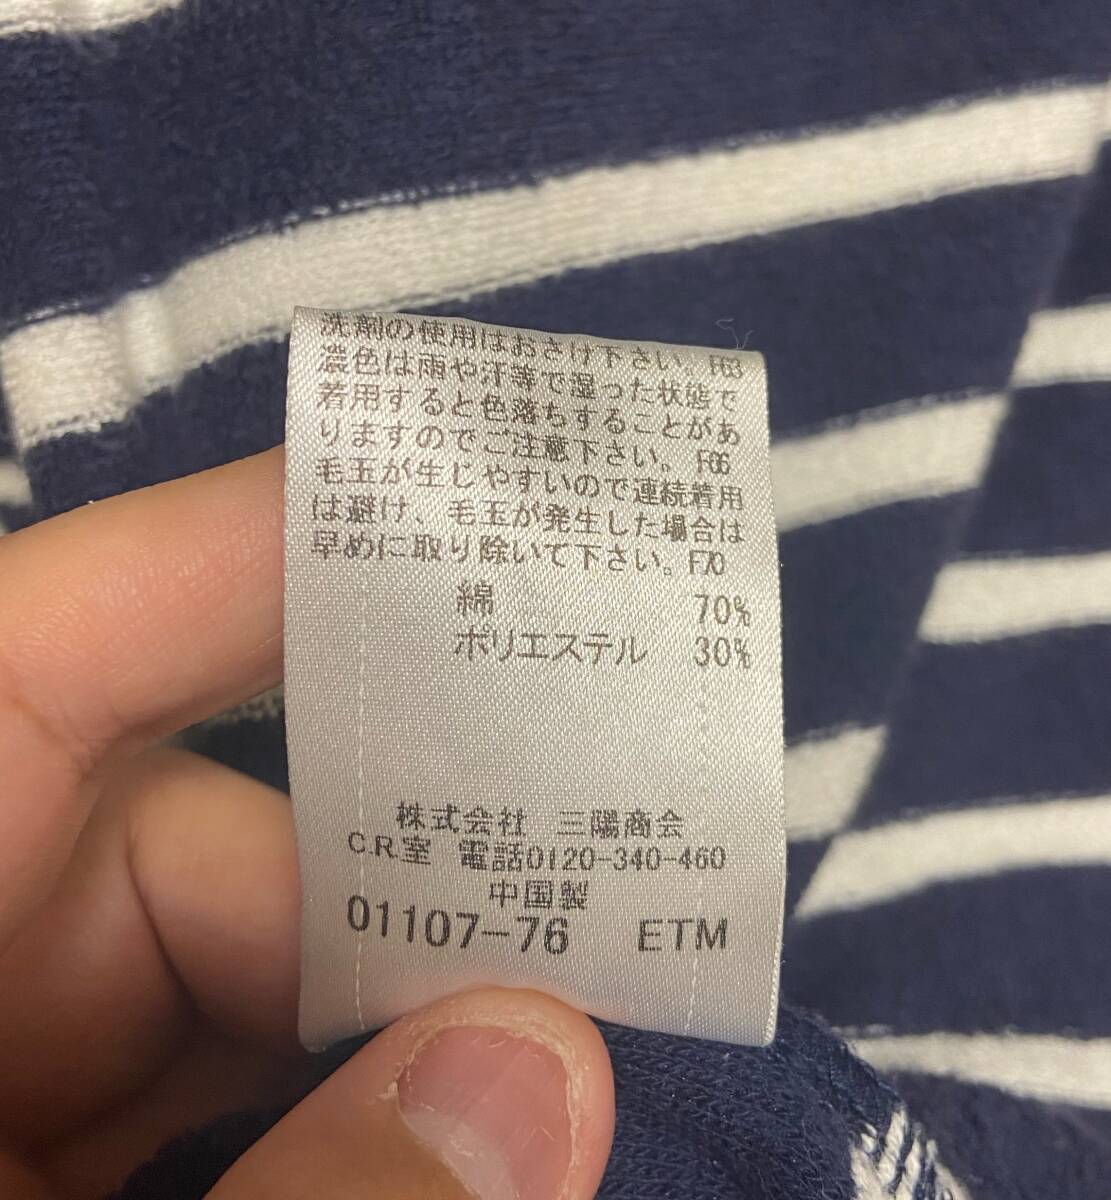 洗剤の使用はおさけ下さい。F63
濃色は雨や汗等で湿った状態で
着用すると色落ちすることがあ
りますのでご注意下さい。F66
毛玉が生じやすいので連続着用
は避け、毛玉が発生した場合は
早めに取り除いて下さい。F70
綿 70%
ポリエステル 30%
株式会社 三陽商会
C.R.室 電話0120-340-460
中国製
01107-76 ETM